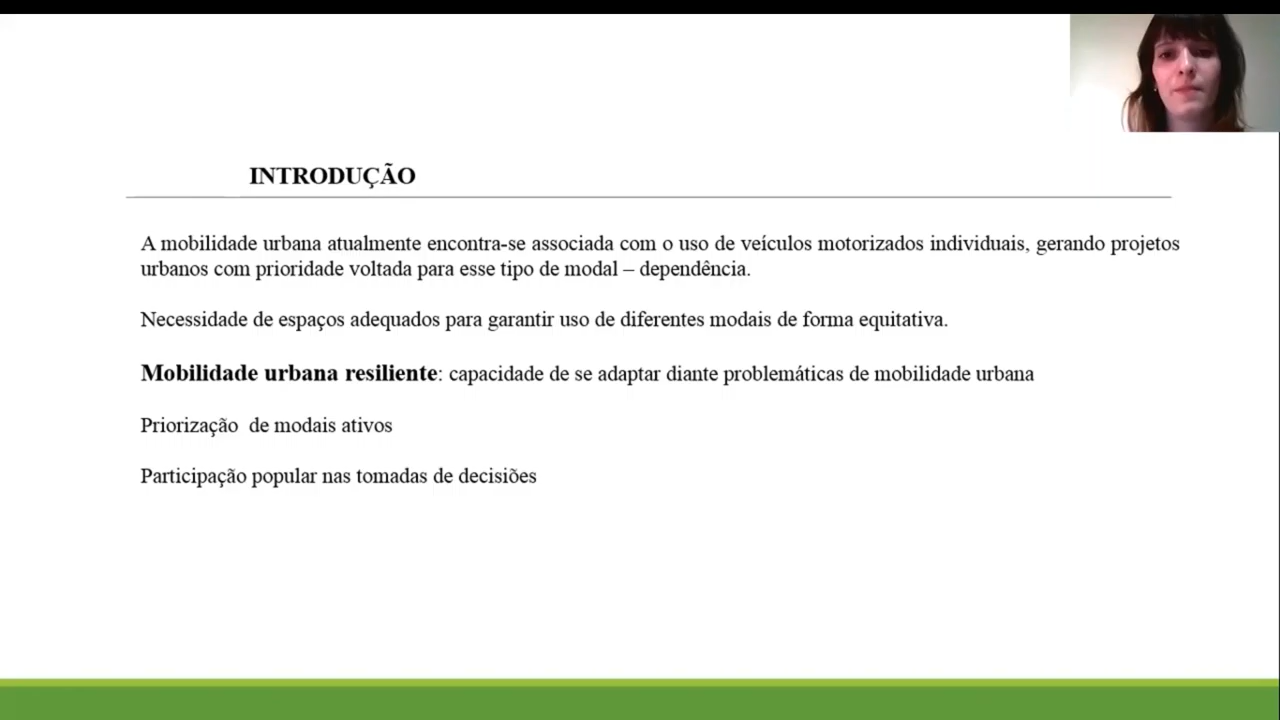 INTRODUÇÃO
A mobilidade urbana atualmente encontra-se associada com o uso de veículos motorizados individuais, gerando projetos
urbanos com prioridade voltada para esse tipo de modal – dependência.
Necessidade de espaços adequados para garantir uso de diferentes modais de forma equitativa.
Mobilidade urbana resiliente: capacidade de se adaptar diante problemáticas de mobilidade urbana
Priorização  de modais ativos
Participação popular nas tomadas de decisiões